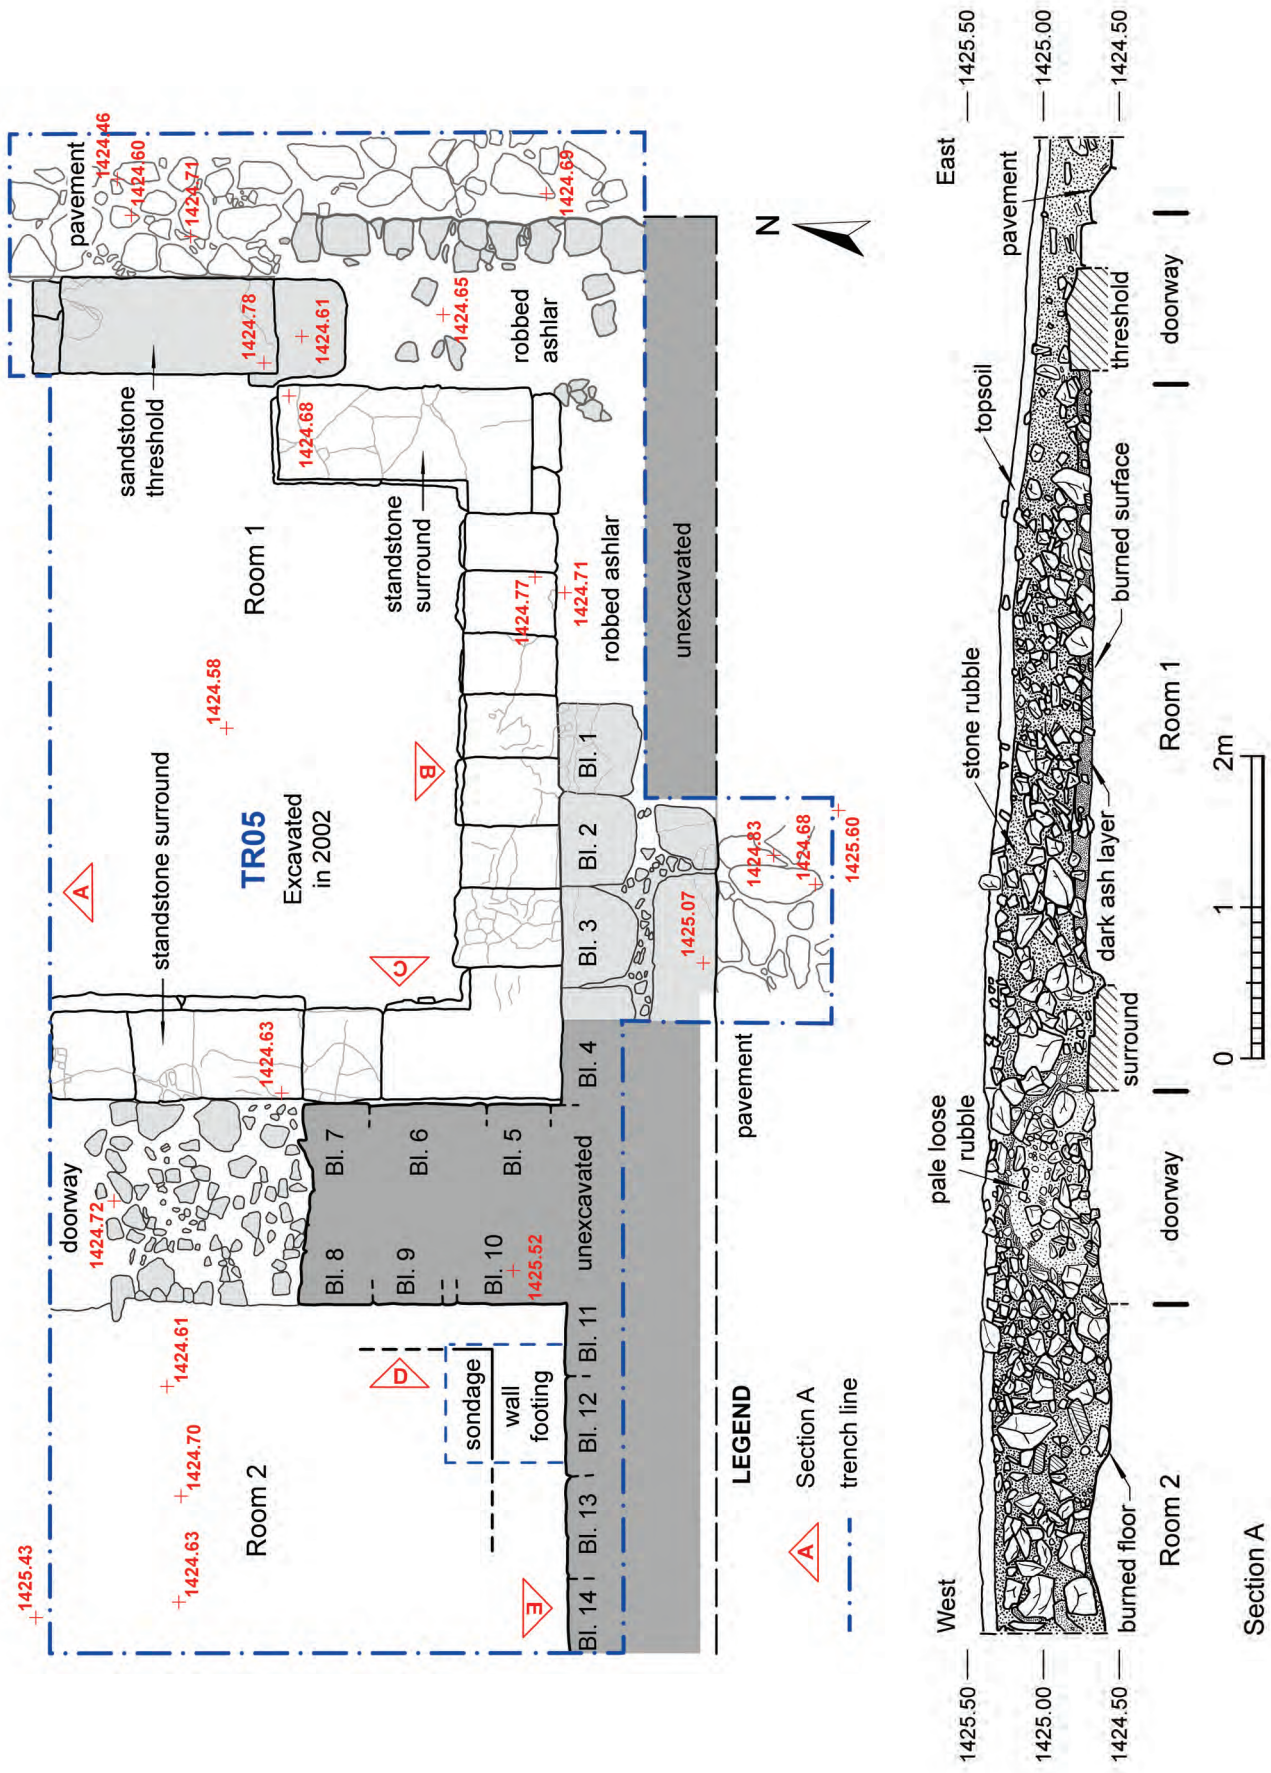 1425.43
1424.63
1424.70
1424.61
Room 2
doorway
1424.72
standstone surround
1424.63
A
TR05
Excavated
in 2002
1424.58
Room 1
sandstone
threshold
pavement
1424.46
1424.60
1424.71
1424.78
1424.61
1424.68
standstone
surround
1424.65
robbed
ashlar
1424.69
B
C
D
E
1424.77
1424.71
robbed ashlar
unexcavated
Bl. 1
Bl. 2
Bl. 3
Bl. 4
Bl. 5
Bl. 6
Bl. 7
Bl. 8
Bl. 9
Bl. 10
1425.52
Bl. 11
Bl. 12
Bl. 13
Bl. 14
sondage
wall
footing
unexcavated
1425.07
1424.83
1424.68
1425.60
pavement
N
LEGEND
A
Section A
trench line
West
East
1425.50
1425.00
1424.50
1425.50
1425.00
1424.50
pale loose
rubble
stone rubble
topsoil
pavement
burned floor
surround
dark ash layer
burned surface
threshold
Room 2
doorway
Room 1
doorway
0
1
2m
Section A